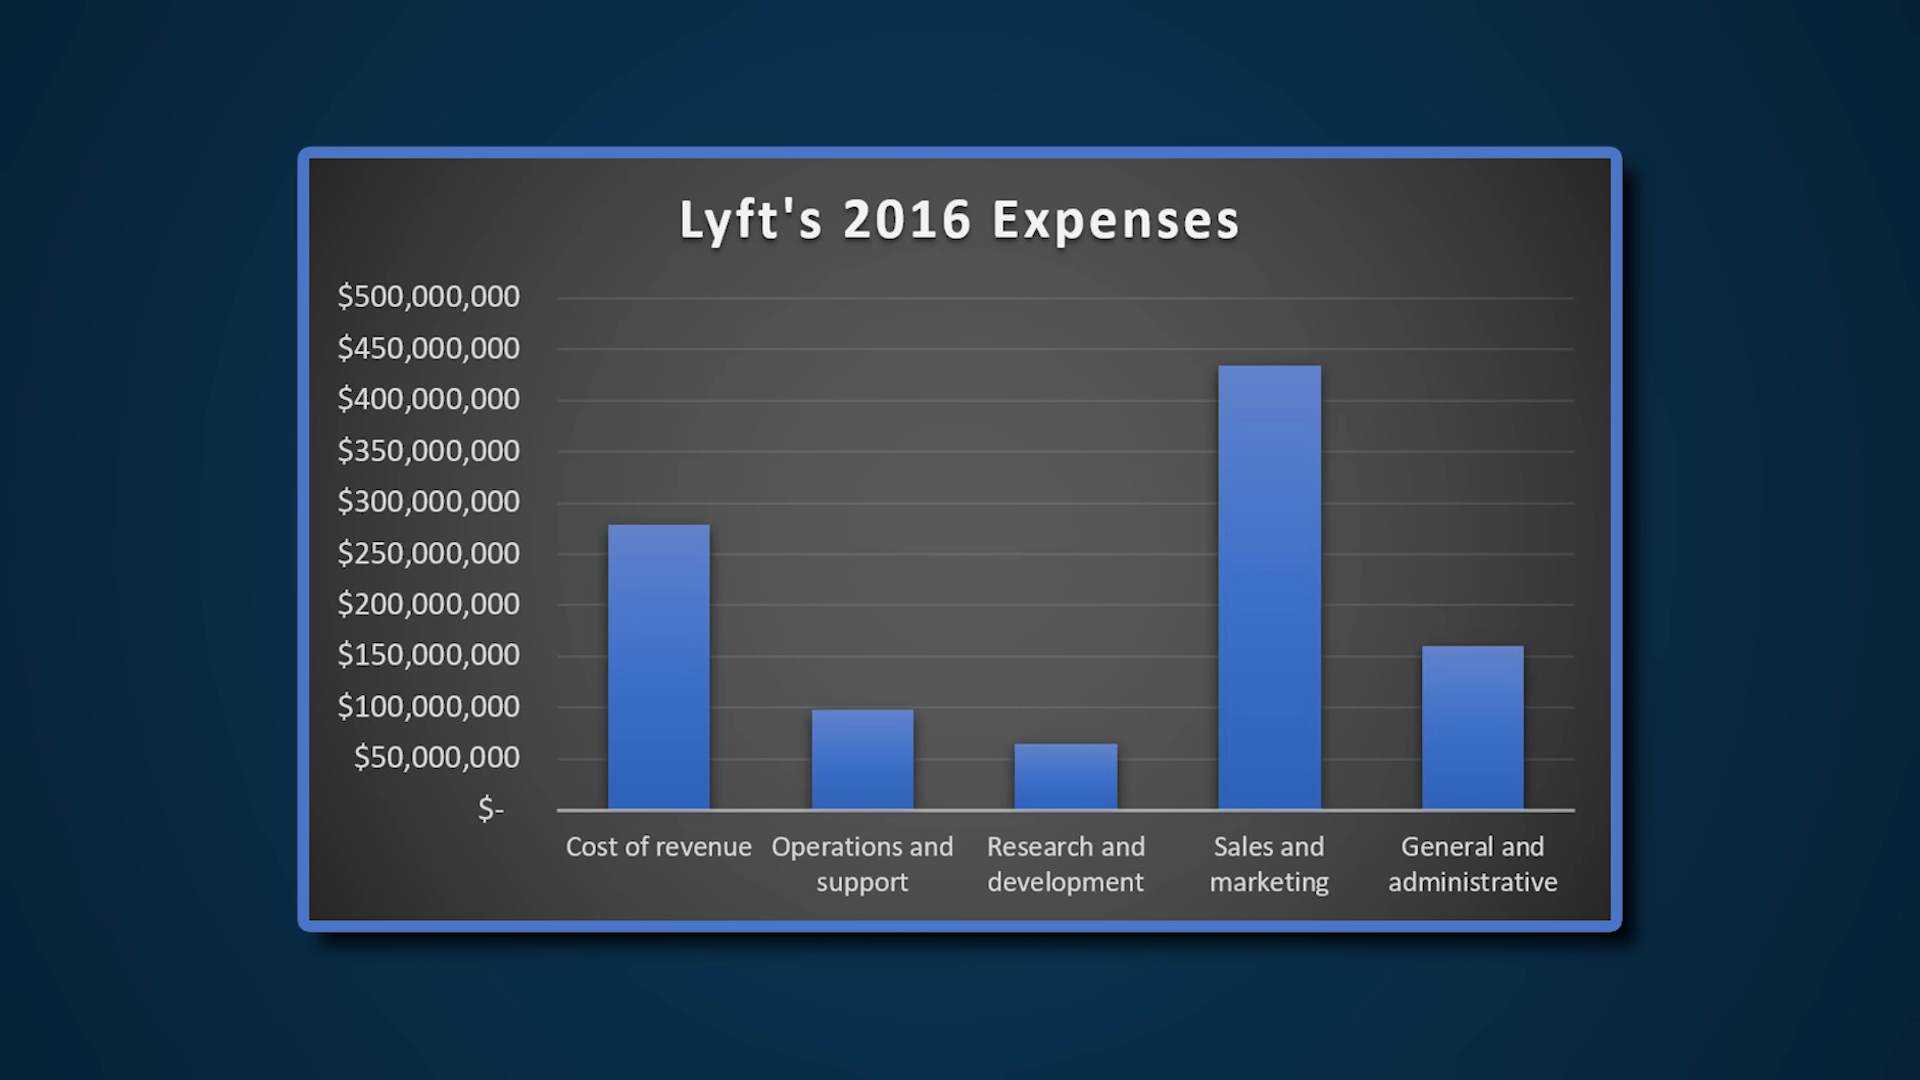 Lyft's 2016 Expenses
$500,000,000
$450,000,000
$400,000,000
$350,000,000
$300,000,000
$250,000,000
$200,000,000
$150,000,000
$100,000,000
$50,000,000
$-
Cost of revenue
Operations and
support
Research and
development
Sales and
marketing
General and
administrative